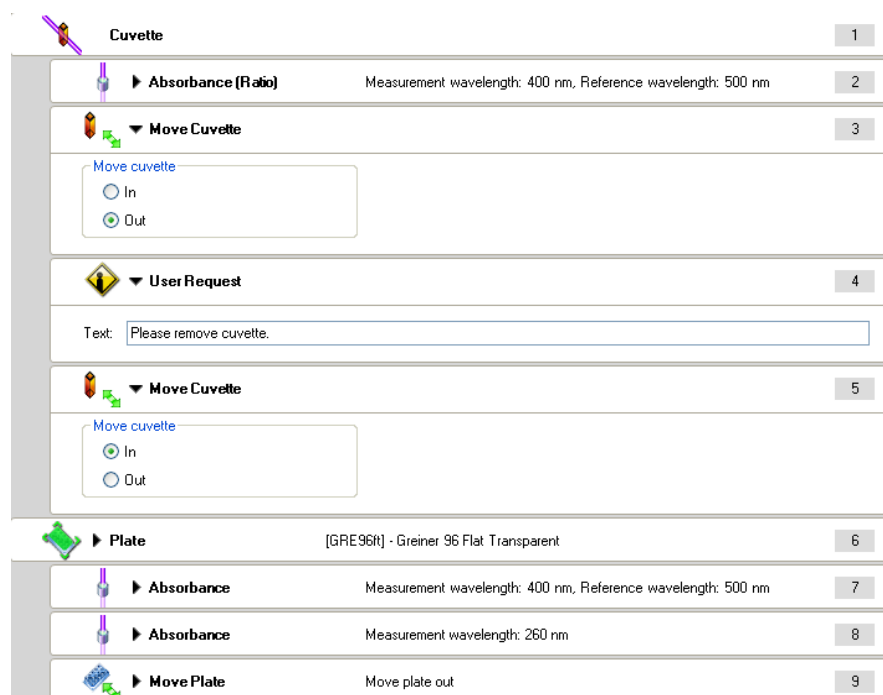 Cuvette 1
Absorbance (Ratio) Measurement wavelength: 400 nm, Reference wavelength: 500 nm 2
Move Cuvette 3
Move cuvette
In
Out
User Request 4
Text: Please remove cuvette.
Move Cuvette 5
Move cuvette
In
Out
Plate [GRE96ft] - Greiner 96 Flat Transparent 6
Absorbance Measurement wavelength: 400 nm, Reference wavelength: 500 nm 7
Absorbance Measurement wavelength: 260 nm 8
Move Plate Move plate out 9